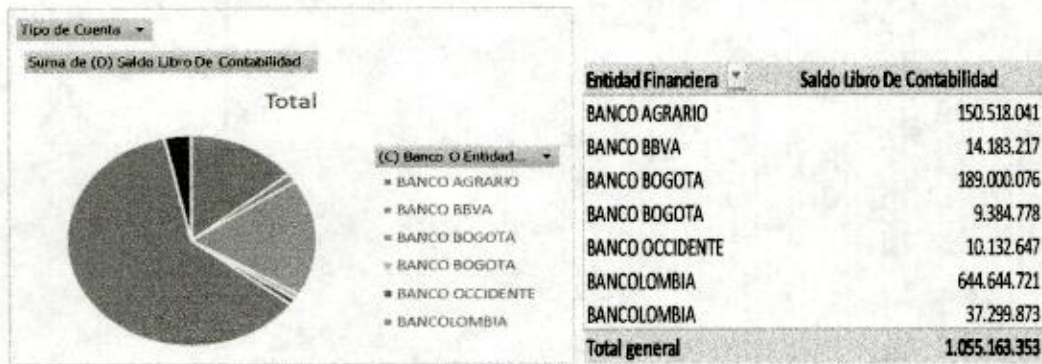 Tipo de Cuenta
Suma de (D) Saldo Libro De Contabilidad
Total
(C) Banco O Entidad...
BANCO AGRARIO
BANCO BBVA
BANCO BOGOTA
BANCO BOGOTA
BANCO OCCIDENTE
BANCOLOMBIA
Entidad Financiera Saldo Libro De Contabilidad
BANCO AGRARIO 150.518.041
BANCO BBVA 14.183.217
BANCO BOGOTA 189.000.076
BANCO BOGOTA 9.384.778
BANCO OCCIDENTE 10.132.647
BANCOLOMBIA 644.644.721
BANCOLOMBIA 37.299.873
Total general 1.055.163.353